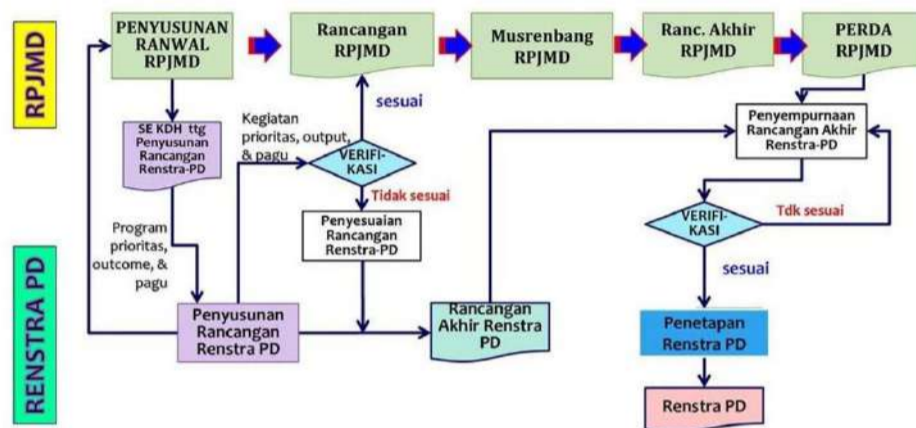 RPJMD
PENYUSUNAN
RANWAL
RPJMD
Rancangan
RPJMD
Musrenbang
RPJMD
Ranc. Akhir
RPJMD
PERDA
RPJMD
SE KDH ttg
Penyusunan
Rancangan
Renstra-PD
Kegiatan
prioritas, output,
& pagu
sesuai
VERIFI-
KASI
Tidak sesuai
Penyesuaian
Rancangan
Renstra-PD
Penyempurnaan
Rancangan Akhir
Renstra-PD
VERIFI-
KASI
Tdk sesuai
sesuai
RENSTRA PD
Program
prioritas,
outcome, &
pagu
Penyusunan
Rancangan
Renstra PD
Rancangan
Akhir Renstra
PD
Penetapan
Renstra PD
Renstra PD